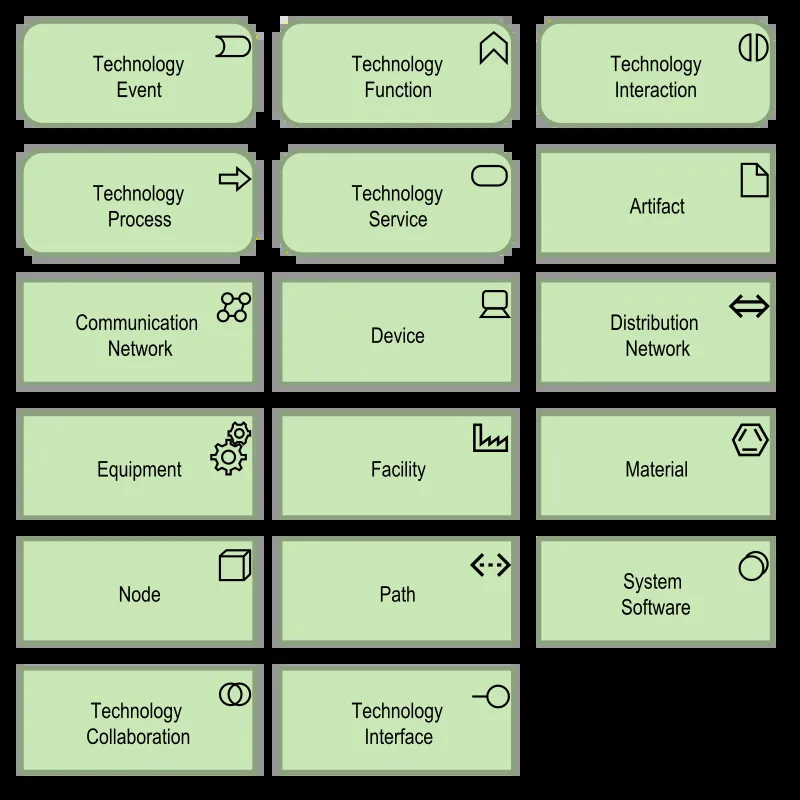 Technology
Event
Technology
Function
Technology
Interaction
Technology
Process
Technology
Service
Artifact
Communication
Network
Device
Distribution
Network
Equipment
Facility
Material
Node
Path
System
Software
Technology
Collaboration
Technology
Interface